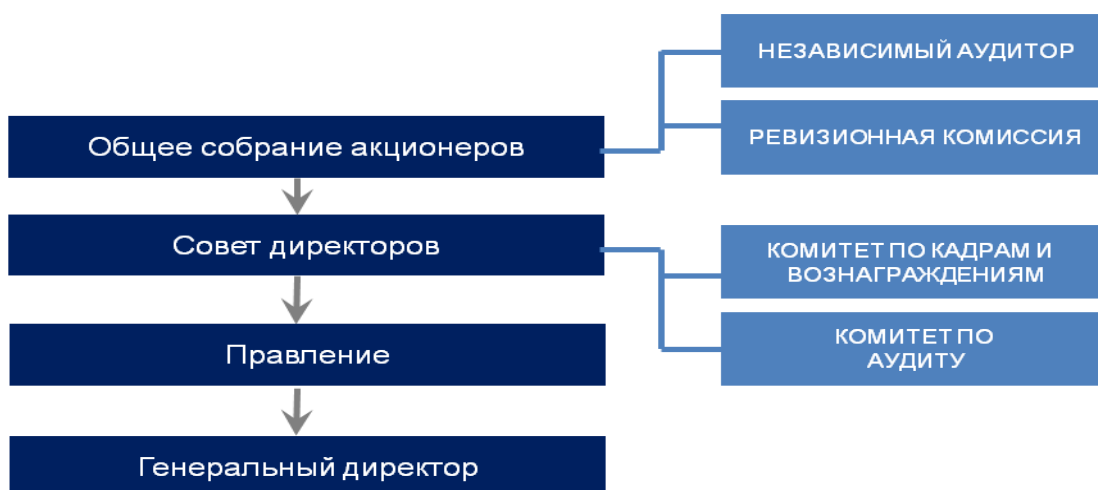 НЕЗАВИСИМЫЙ АУДИТОР
РЕВИЗИОННАЯ КОМИССИЯ
Общее собрание акционеров
Совет директоров
КОМИТЕТ ПО КАДРАМ И
ВОЗНАГРАЖДЕНИЯМ
КОМИТЕТ ПО
АУДИТУ
Правление
Генеральный директор